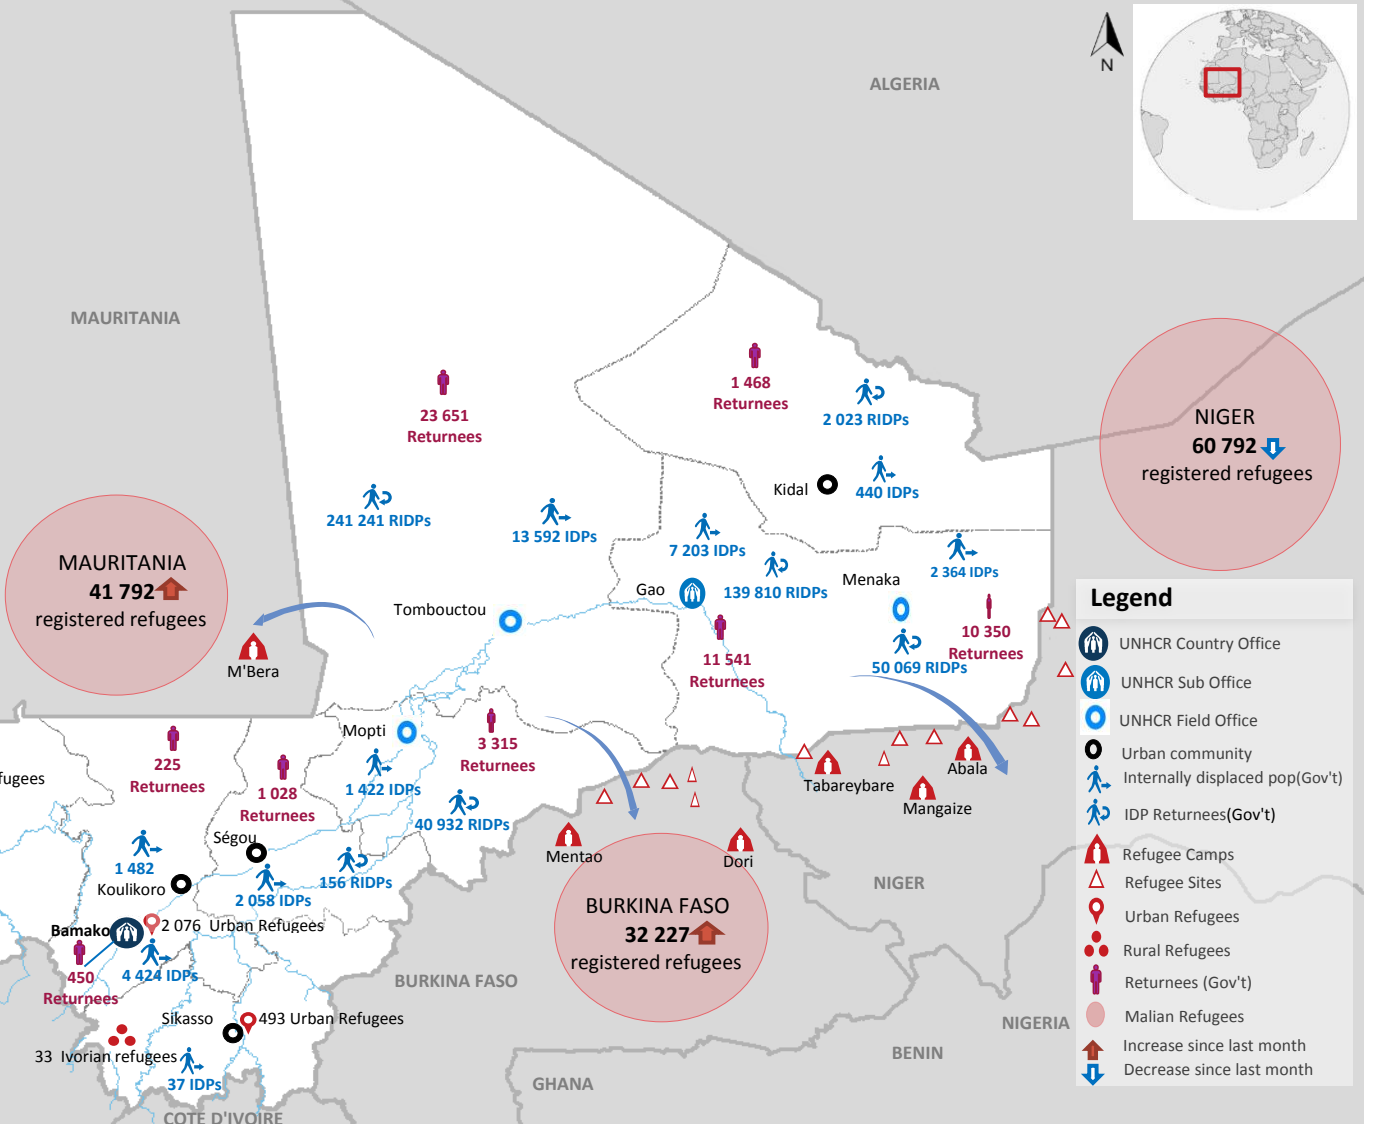 N
ALGERIA
MAURITANIA
1 468
Returnees
2 023 RIDPs
23 651
Returnees
NIGER
60 792
registered refugees
Kidal
440 IDPs
241 241 RIDPs
13 592 IDPs
7 203 IDPs
139 810 RIDPs
Gao
Menaka
2 364 IDPs
MAURITANIA
41 792
registered refugees
Tombouctou
10 350
Returnees
50 069 RIDPs
11 541
Returnees
M'Bera
Legend
UNHCR Country Office
UNHCR Sub Office
UNHCR Field Office
Urban community
Internally displaced pop(Gov't)
IDP Returnees(Gov't)
Refugee Camps
Refugee Sites
Urban Refugees
Rural Refugees
Returnees (Gov't)
Malian Refugees
Increase since last month
Decrease since last month
Mopti
3 315
Returnees
fugees
225
Returnees
1 028
Returnees
1 422 IDPs
40 932 RIDPs
Abala
Tabareybare
Mangaize
Ségou
Mentao
Dori
1 482
Koulikoro
156 RIDPs
2 058 IDPs
NIGER
BURKINA FASO
32 227
registered refugees
Bamako
2 076 Urban Refugees
450
Returnees
4 424 IDPs
BURKINA FASO
Sikasso
493 Urban Refugees
NIGERIA
33 Ivorian refugees
37 IDPs
BENIN
GHANA
COTE D'IVOIRE